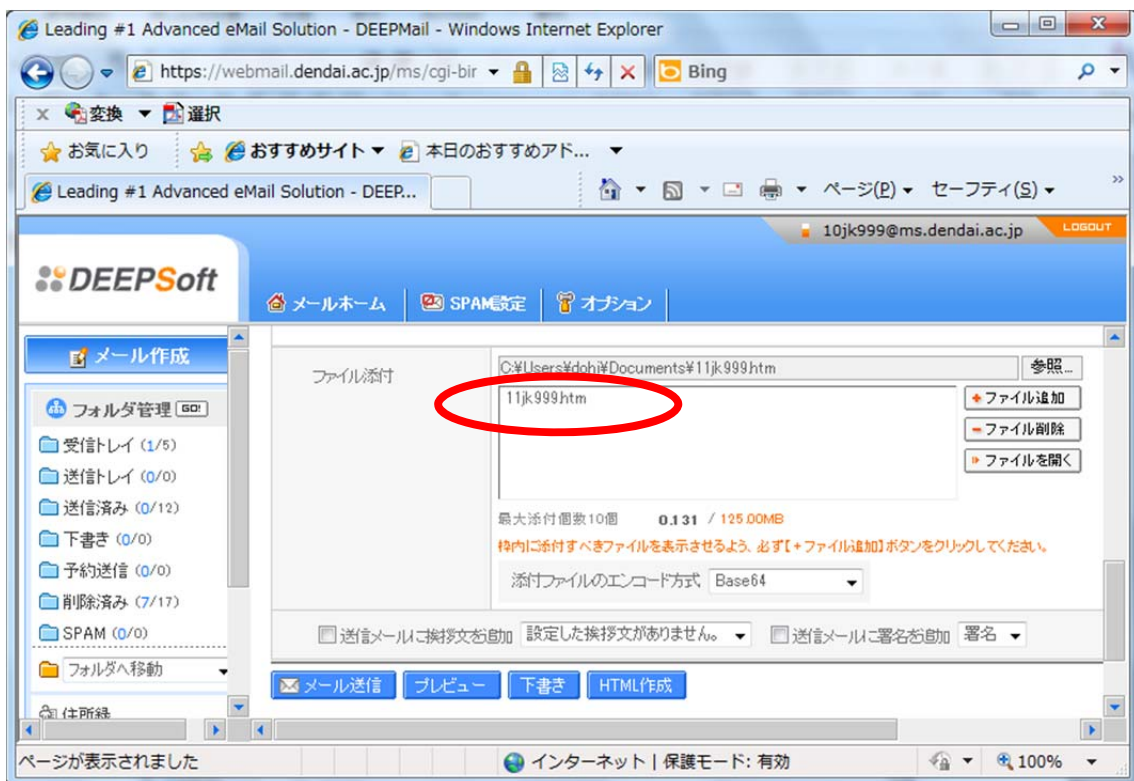 Leading #1 Advanced eMail Solution - DEEPMail - Windows Internet Explorer
https://webmail.dendai.ac.jp/ms/cgi-bir
Bing
x 変換 選択
お気に入り おすすめサイト 本日のおすすめアド...
Leading #1 Advanced eMail Solution - DEEP...
ページ(P) セーフティ(S) »
10jk999@ms.dendai.ac.jp LOGOUT
DEEPSoft
メールホーム SPAM設定 オプション
メール作成
フォルダ管理 GO!
受信トレイ (1/5)
送信トレイ (0/0)
送信済み (0/12)
下書き (0/0)
予約送信 (0/0)
削除済み (7/17)
SPAM (0/0)
フォルダへ移動
住所録
ファイル添付
C:¥Users¥dohi¥Documents¥11jk999.htm 参照...
11jk999.htm
ファイル追加
ファイル削除
ファイルを開く
最大添付個数10個 0.131 / 125.00MB
枠内に添付すべきファイルを表示させるよう、必ず【+ファイル追加】ボタンをクリックしてください。
添付ファイルのエンコード方式 Base64
送信メールに挨拶文を追加 設定した挨拶文がありません。 送信メールに署名を追加 署名
メール送信 プレビュー 下書き HTML作成
ページが表示されました インターネット | 保護モード: 有効 100%